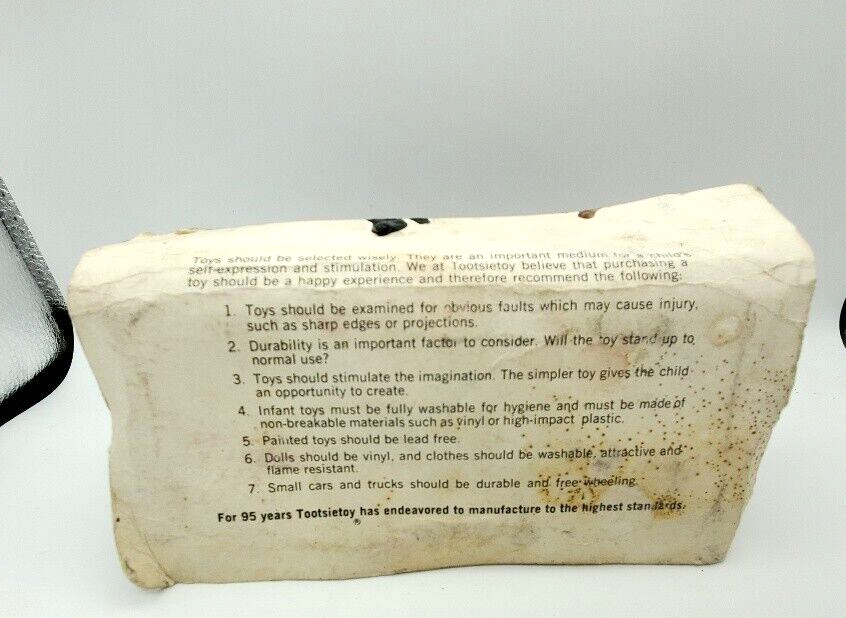 Toys should be selected wisely. They are an important medium for a child's
self-expression and stimulation. We at Tootsietoy believe that purchasing a
toy should be a happy experience and therefore recommend the following:
1. Toys should be examined for obvious faults which may cause injury,
such as sharp edges or projections.
2. Durability is an important factor to consider. Will the toy stand up to
normal use?
3. Toys should stimulate the imagination. The simpler toy gives the child
an opportunity to create.
4. Infant toys must be fully washable for hygiene and must be made of
non-breakable materials such as vinyl or high-impact plastic.
5. Painted toys should be lead free.
6. Dolls should be vinyl, and clothes should be washable, attractive and
flame resistant.
7. Small cars and trucks should be durable and free-wheeling.
For 95 years Tootsietoy has endeavored to manufacture to the highest standards.
®